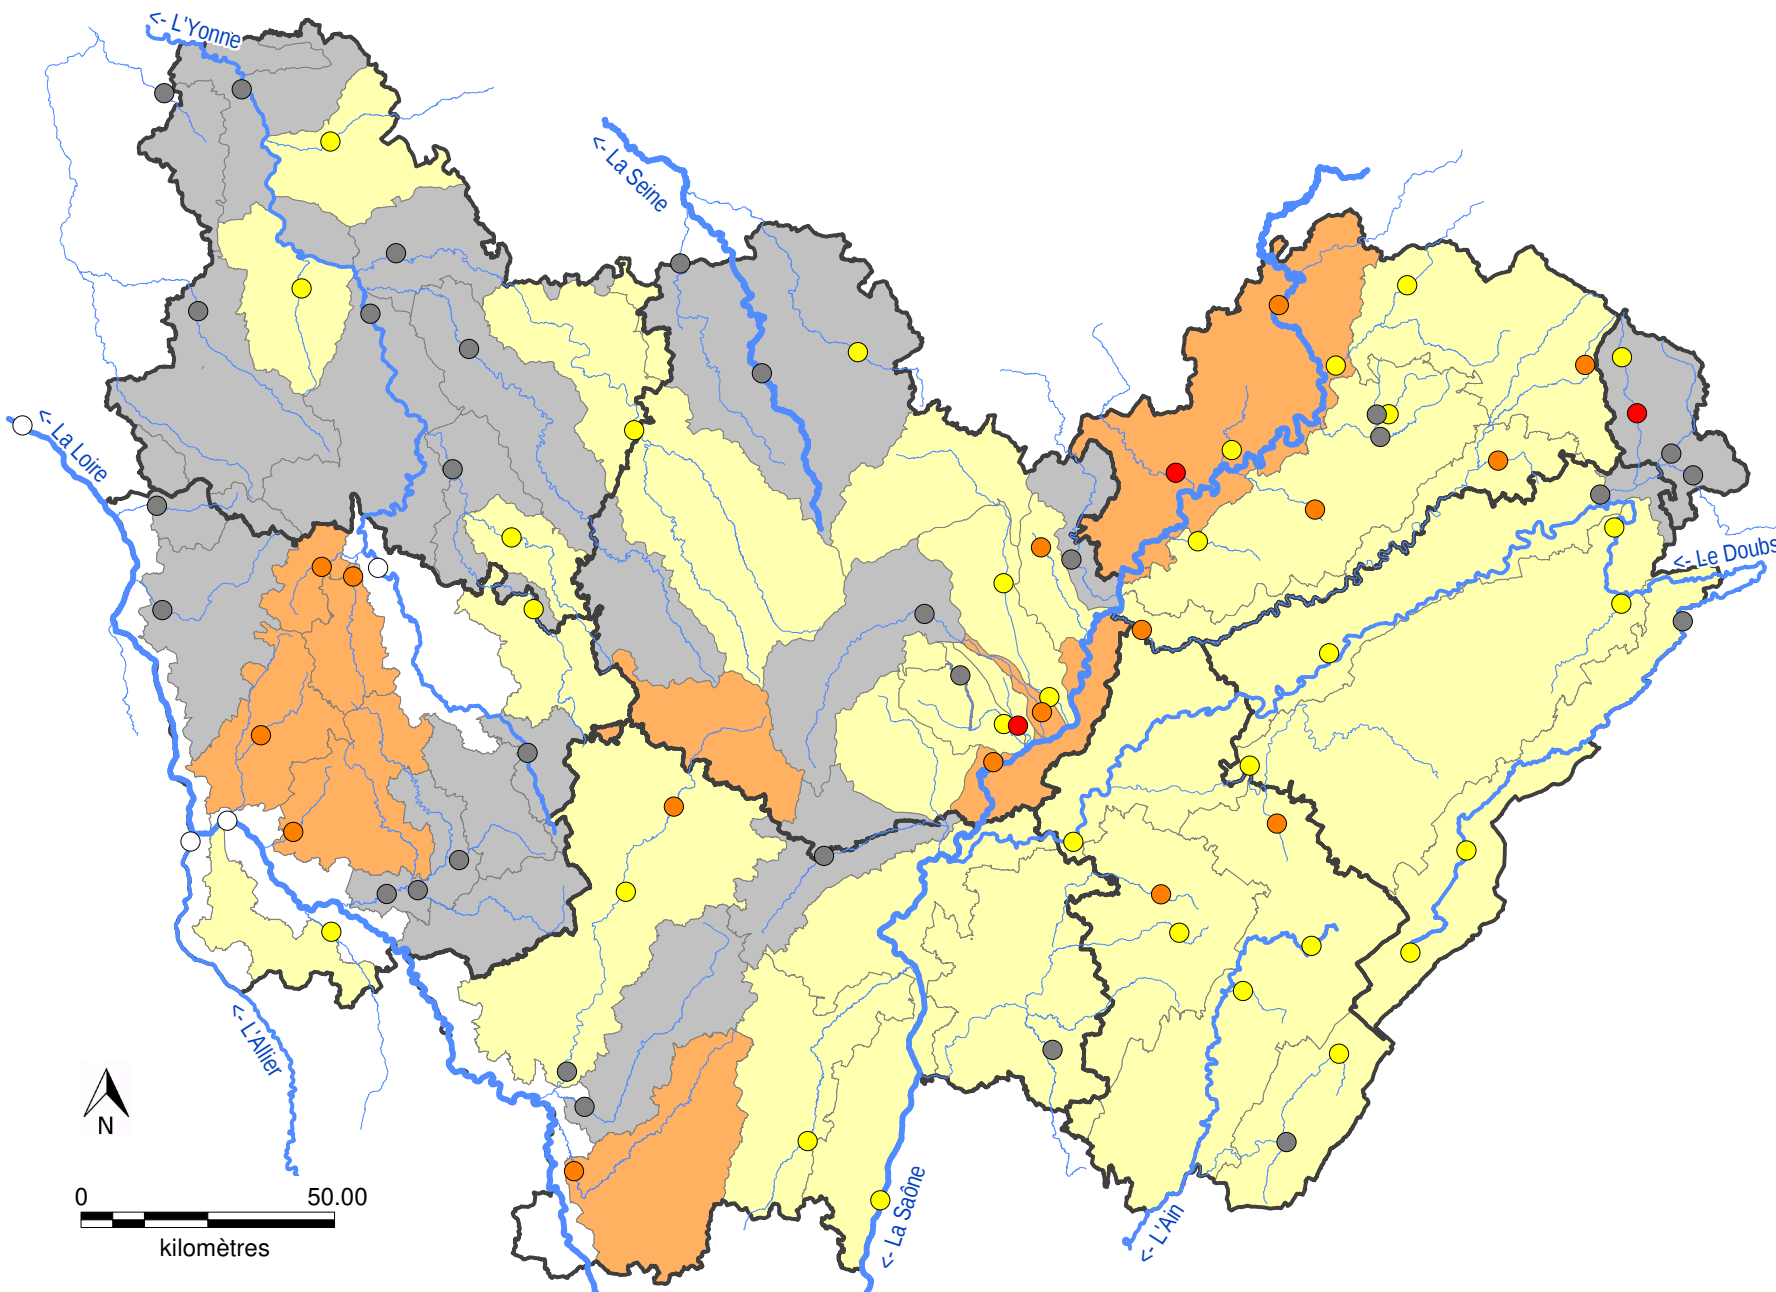 <- L'Yonne
<- La Seine
<- La Loire
<- Le Doubs
<- L'Allier
N
0 50.00
kilomètres
<- La Saône
<- L'Ain